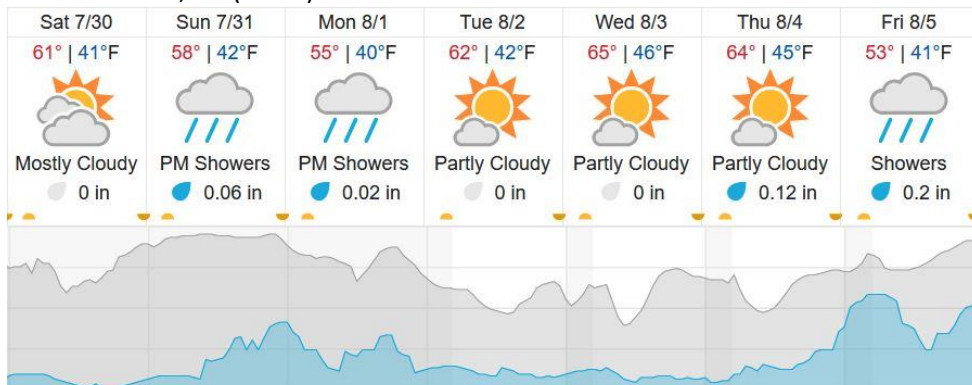 Sat 7/30 Sun 7/31 Mon 8/1 Tue 8/2 Wed 8/3 Thu 8/4 Fri 8/5
61° | 41°F 58° | 42°F 55° | 40°F 62° | 42°F 65° | 46°F 64° | 45°F 53° | 41°F
Mostly Cloudy PM Showers PM Showers Partly Cloudy Partly Cloudy Partly Cloudy Showers
0 in 0.06 in 0.02 in 0 in 0 in 0.12 in 0.2 in